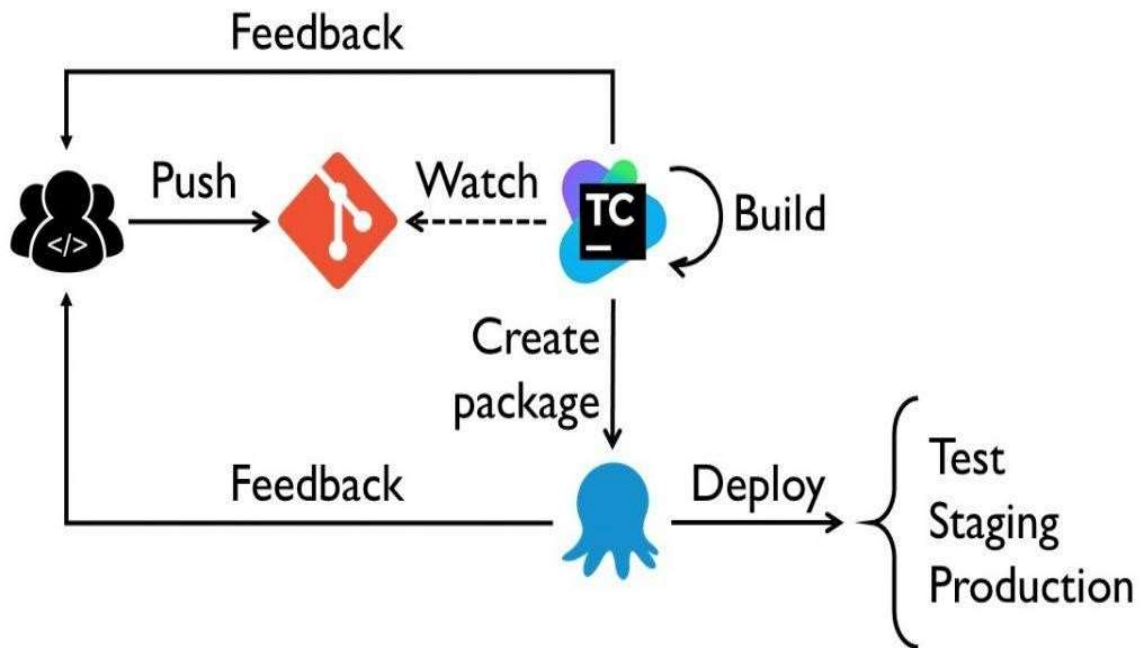 Feedback
Push
Watch
TC
Build
</>
Create
package
Feedback
Deploy
Test
Staging
Production